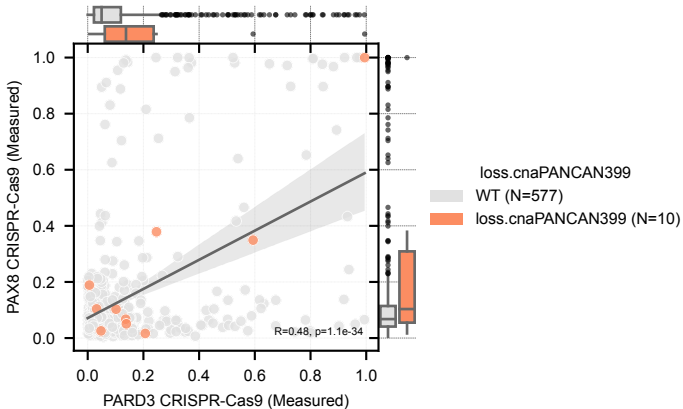 1.0
0.8
0.6
0.4
0.2
0.0
PAX8 CRISPR-Cas9 (Measured)
R=0.48, p=1.1e-34
0.0 0.2 0.4 0.6 0.8 1.0
PARD3 CRISPR-Cas9 (Measured)
loss.cnaPANCAN399
WT (N=577)
loss.cnaPANCAN399 (N=10)